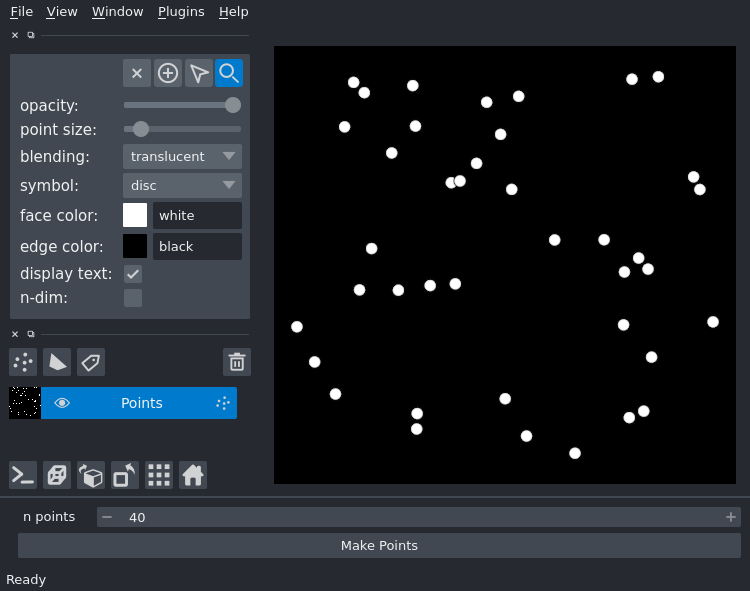 File View Window Plugins Help
opacity:
point size:
blending: translucent
symbol: disc
face color: white
edge color: black
display text:
n-dim:
Points
n points 40
Make Points
Ready